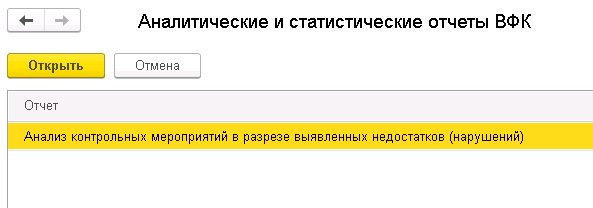 Аналитические и статистические отчеты ВФК
Открыть Отмена
Отчет
Анализ контрольных мероприятий в разрезе выявленных недостатков (нарушений)